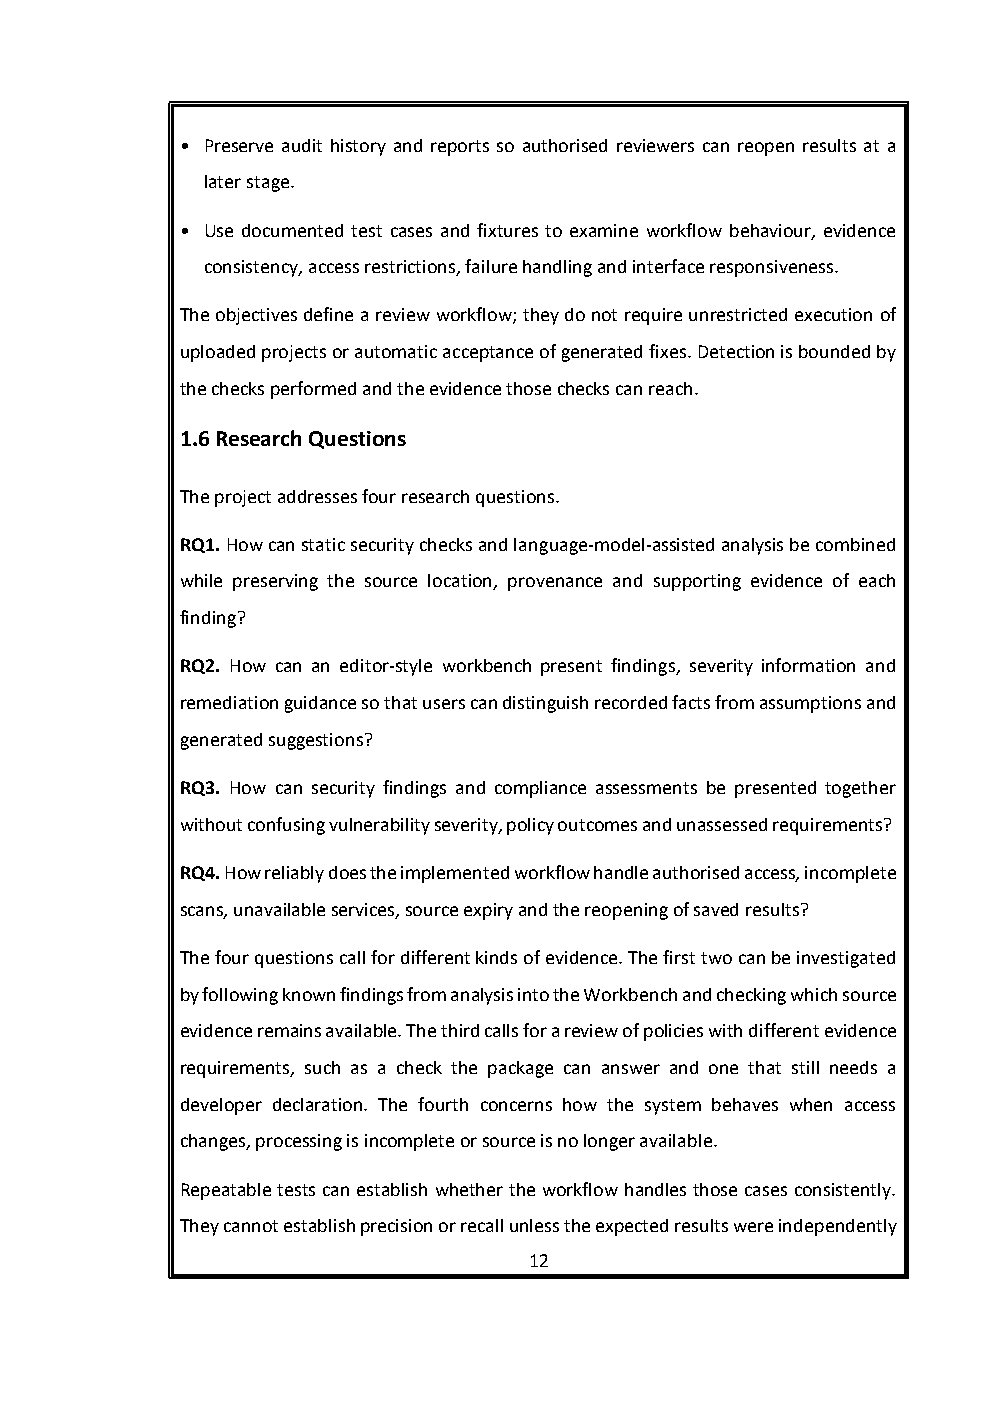 • Preserve audit history and reports so authorised reviewers can reopen results at a
later stage.
• Use documented test cases and fixtures to examine workflow behaviour, evidence
consistency, access restrictions, failure handling and interface responsiveness.
The objectives define a review workflow; they do not require unrestricted execution of
uploaded projects or automatic acceptance of generated fixes. Detection is bounded by
the checks performed and the evidence those checks can reach.
1.6 Research Questions
The project addresses four research questions.
RQ1. How can static security checks and language-model-assisted analysis be combined
while preserving the source location, provenance and supporting evidence of each
finding?
RQ2. How can an editor-style workbench present findings, severity information and
remediation guidance so that users can distinguish recorded facts from assumptions and
generated suggestions?
RQ3. How can security findings and compliance assessments be presented together
without confusing vulnerability severity, policy outcomes and unassessed requirements?
RQ4. How reliably does the implemented workflow handle authorised access, incomplete
scans, unavailable services, source expiry and the reopening of saved results?
The four questions call for different kinds of evidence. The first two can be investigated
by following known findings from analysis into the Workbench and checking which source
evidence remains available. The third calls for a review of policies with different evidence
requirements, such as a check the package can answer and one that still needs a
developer declaration. The fourth concerns how the system behaves when access
changes, processing is incomplete or source is no longer available.
Repeatable tests can establish whether the workflow handles those cases consistently.
They cannot establish precision or recall unless the expected results were independently
12